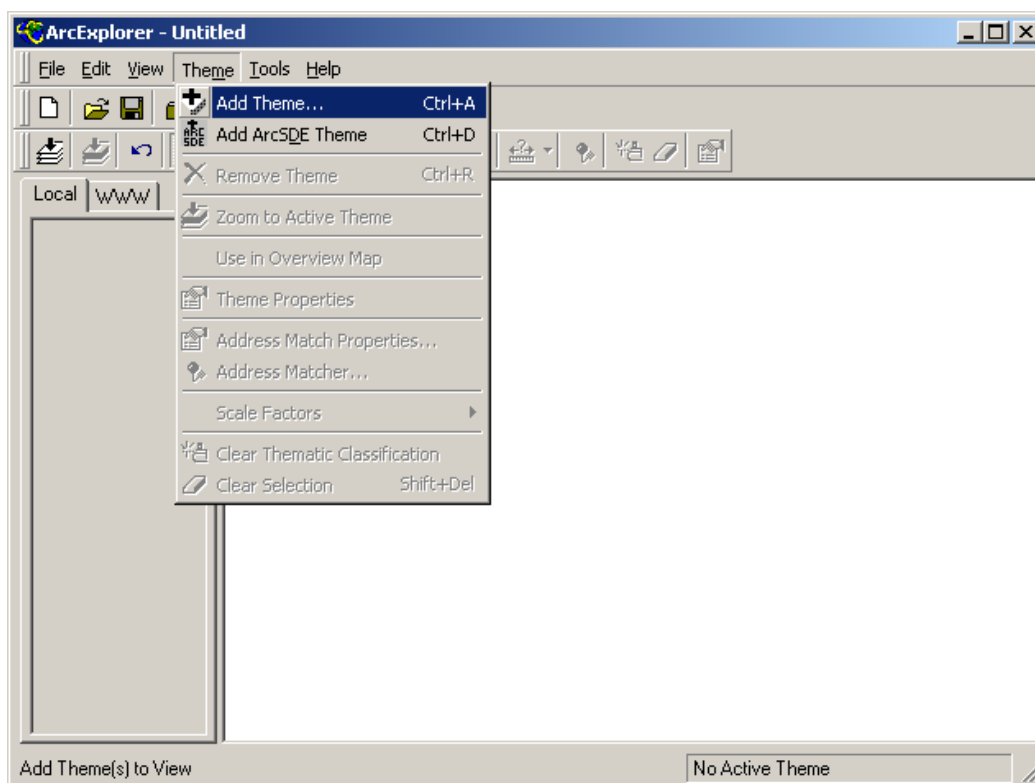 ArcExplorer - Untitled
File Edit View Theme Tools Help
Add Theme... Ctrl+A
ARC SDE Add ArcSDE Theme Ctrl+D
Remove Theme Ctrl+R
Local WWW
Zoom to Active Theme
Use in Overview Map
Theme Properties
Address Match Properties...
Address Matcher...
Scale Factors
Clear Thematic Classification
Clear Selection Shift+Del
Add Theme(s) to View No Active Theme